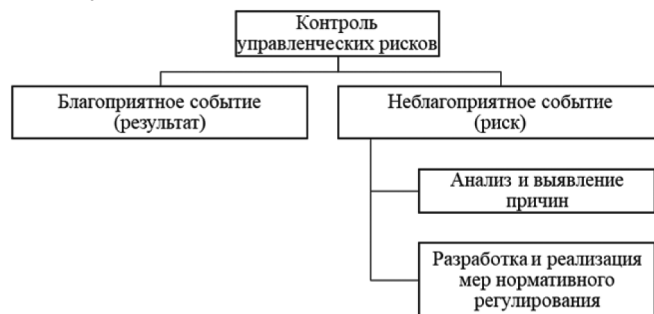 Контроль
управленческих рисков
Благоприятное событие
(результат)
Неблагоприятное событие
(риск)
Анализ и выявление
причин
Разработка и реализация
мер нормативного
регулирования